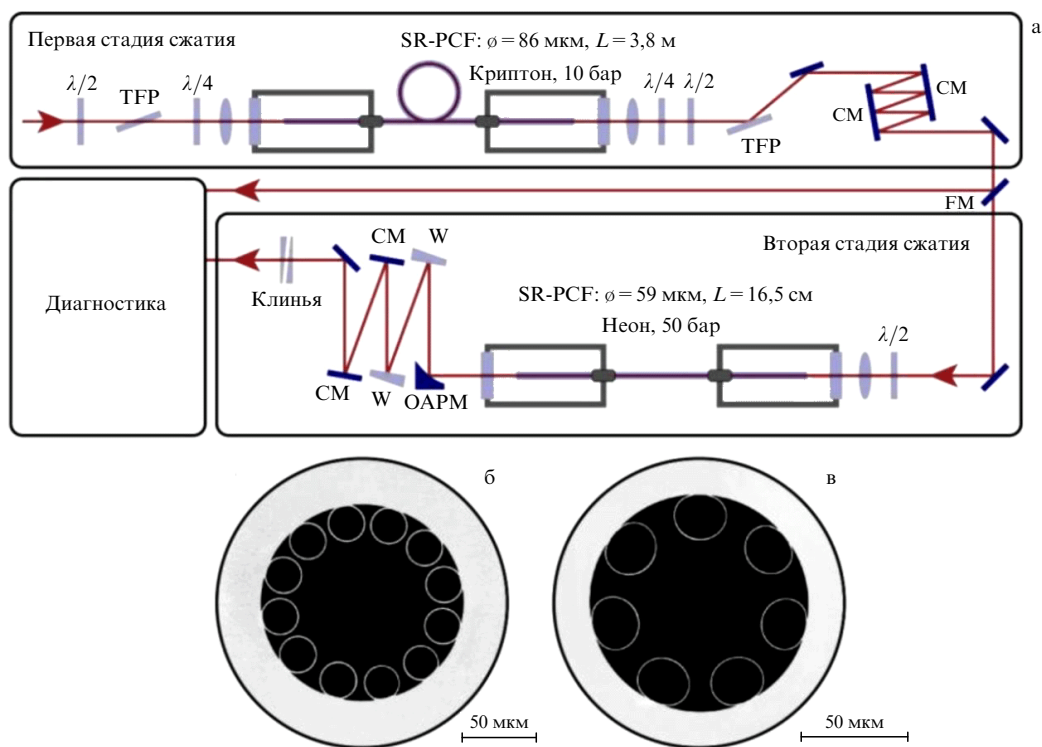 а
Первая стадия сжатия
SR-PCF: ø = 86 мкм, L = 3,8 м
Криптон, 10 бар
λ/2
TFP
λ/4
λ/4
λ/2
TFP
CM
CM
FM
Диагностика
Вторая стадия сжатия
SR-PCF: ø = 59 мкм, L = 16,5 см
Неон, 50 бар
λ/2
CM
W
Клинья
CM
W
OAPM
б
50 мкм
в
50 мкм